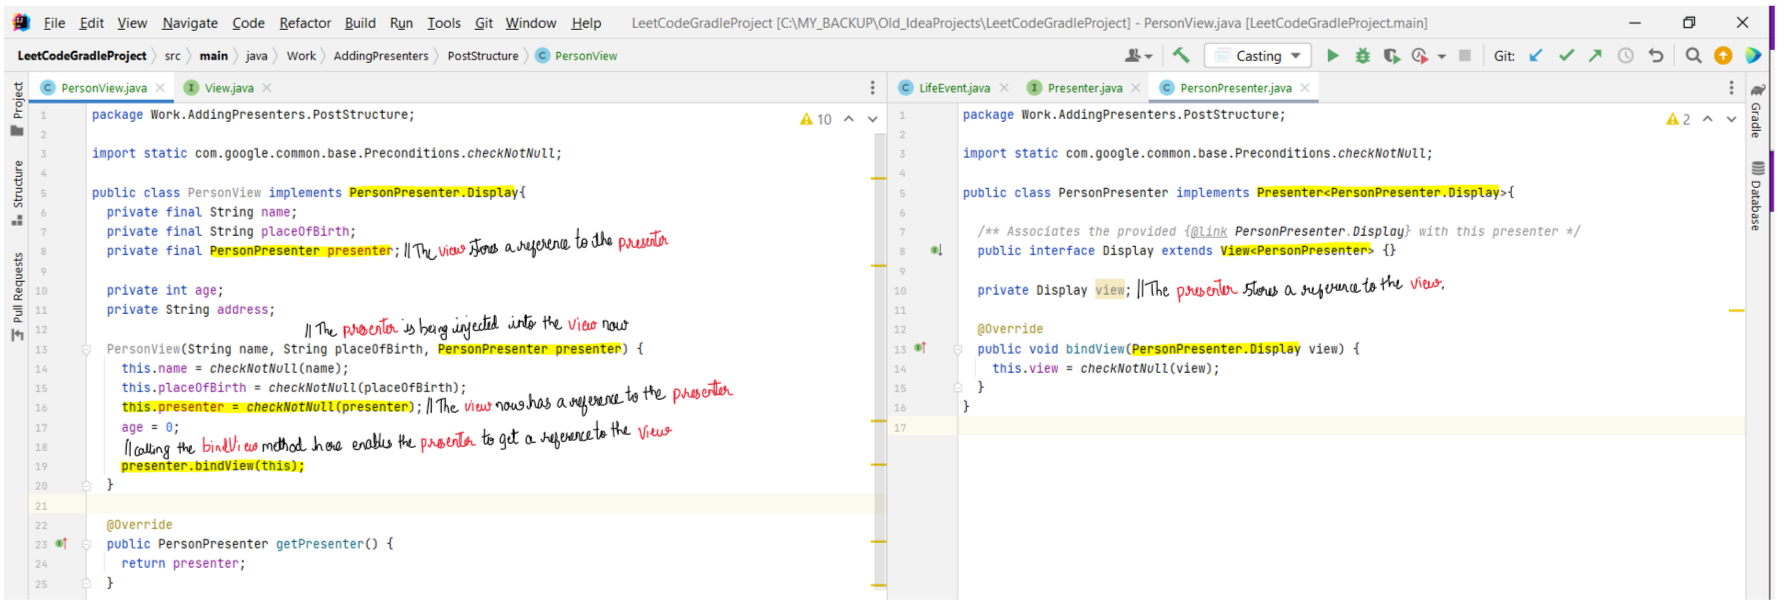 File Edit View Navigate Code Refactor Build Run Tools Git Window Help LeetCodeGradleProject [C:\MY_BACKUP\Old_IdeaProjects\LeetCodeGradleProject] - PersonView.java [LeetCodeGradleProject.main]
LeetCodeGradleProject src main java Work AddingPresenters PostStructure PersonView Casting Git:
PersonView.java View.java
LifeEvent.java Presenter.java PersonPresenter.java
Project
Structure
Pull Requests
1 package Work.AddingPresenters.PostStructure; 10
2
3 import static com.google.common.base.Preconditions.checkNotNull;
4
5 public class PersonView implements PersonPresenter.Display{
6 private final String name;
7 private final String placeOfBirth;
8 private final PersonPresenter presenter; //The view stores a reference to the presenter
9
10 private int age;
11 private String address;
12 // The presenter is being injected into the view now
13 PersonView(String name, String placeOfBirth, PersonPresenter presenter) {
14 this.name = checkNotNull(name);
15 this.placeOfBirth = checkNotNull(placeOfBirth);
16 this.presenter = checkNotNull(presenter); //The view now has a reference to the presenter
17 age = 0;
18 //calling the bindView method here enables the presenter to get a reference to the view
19 presenter.bindView(this);
20 }
21
22 @Override
23 public PersonPresenter getPresenter() {
24 return presenter;
25 }
1 package Work.AddingPresenters.PostStructure; 2
2
3 import static com.google.common.base.Preconditions.checkNotNull;
4
5 public class PersonPresenter implements Presenter<PersonPresenter.Display>{
6
7 /** Associates the provided {@link PersonPresenter.Display} with this presenter */
8 public interface Display extends View<PersonPresenter> {}
9
10 private Display view; //The presenter stores a reference to the view.
11
12 @Override
13 public void bindView(PersonPresenter.Display view) {
14 this.view = checkNotNull(view);
15 }
16 }
17
Gradle
Database